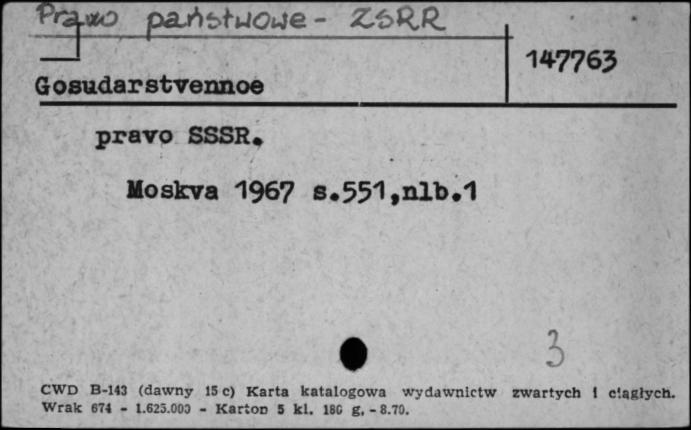 Prawo państwowe - ZSRR
147763
Gosudarstvennoe
pravo SSSR.
Moskva 1967 s.551,nlb.1
3
CWD B-143 (dawny 15 c) Karta katalogowa wydawnictw zwartych i ciągłych.
Wrak 674 - 1.625.000 - Karton 5 kl. 180 g. - 8.70.